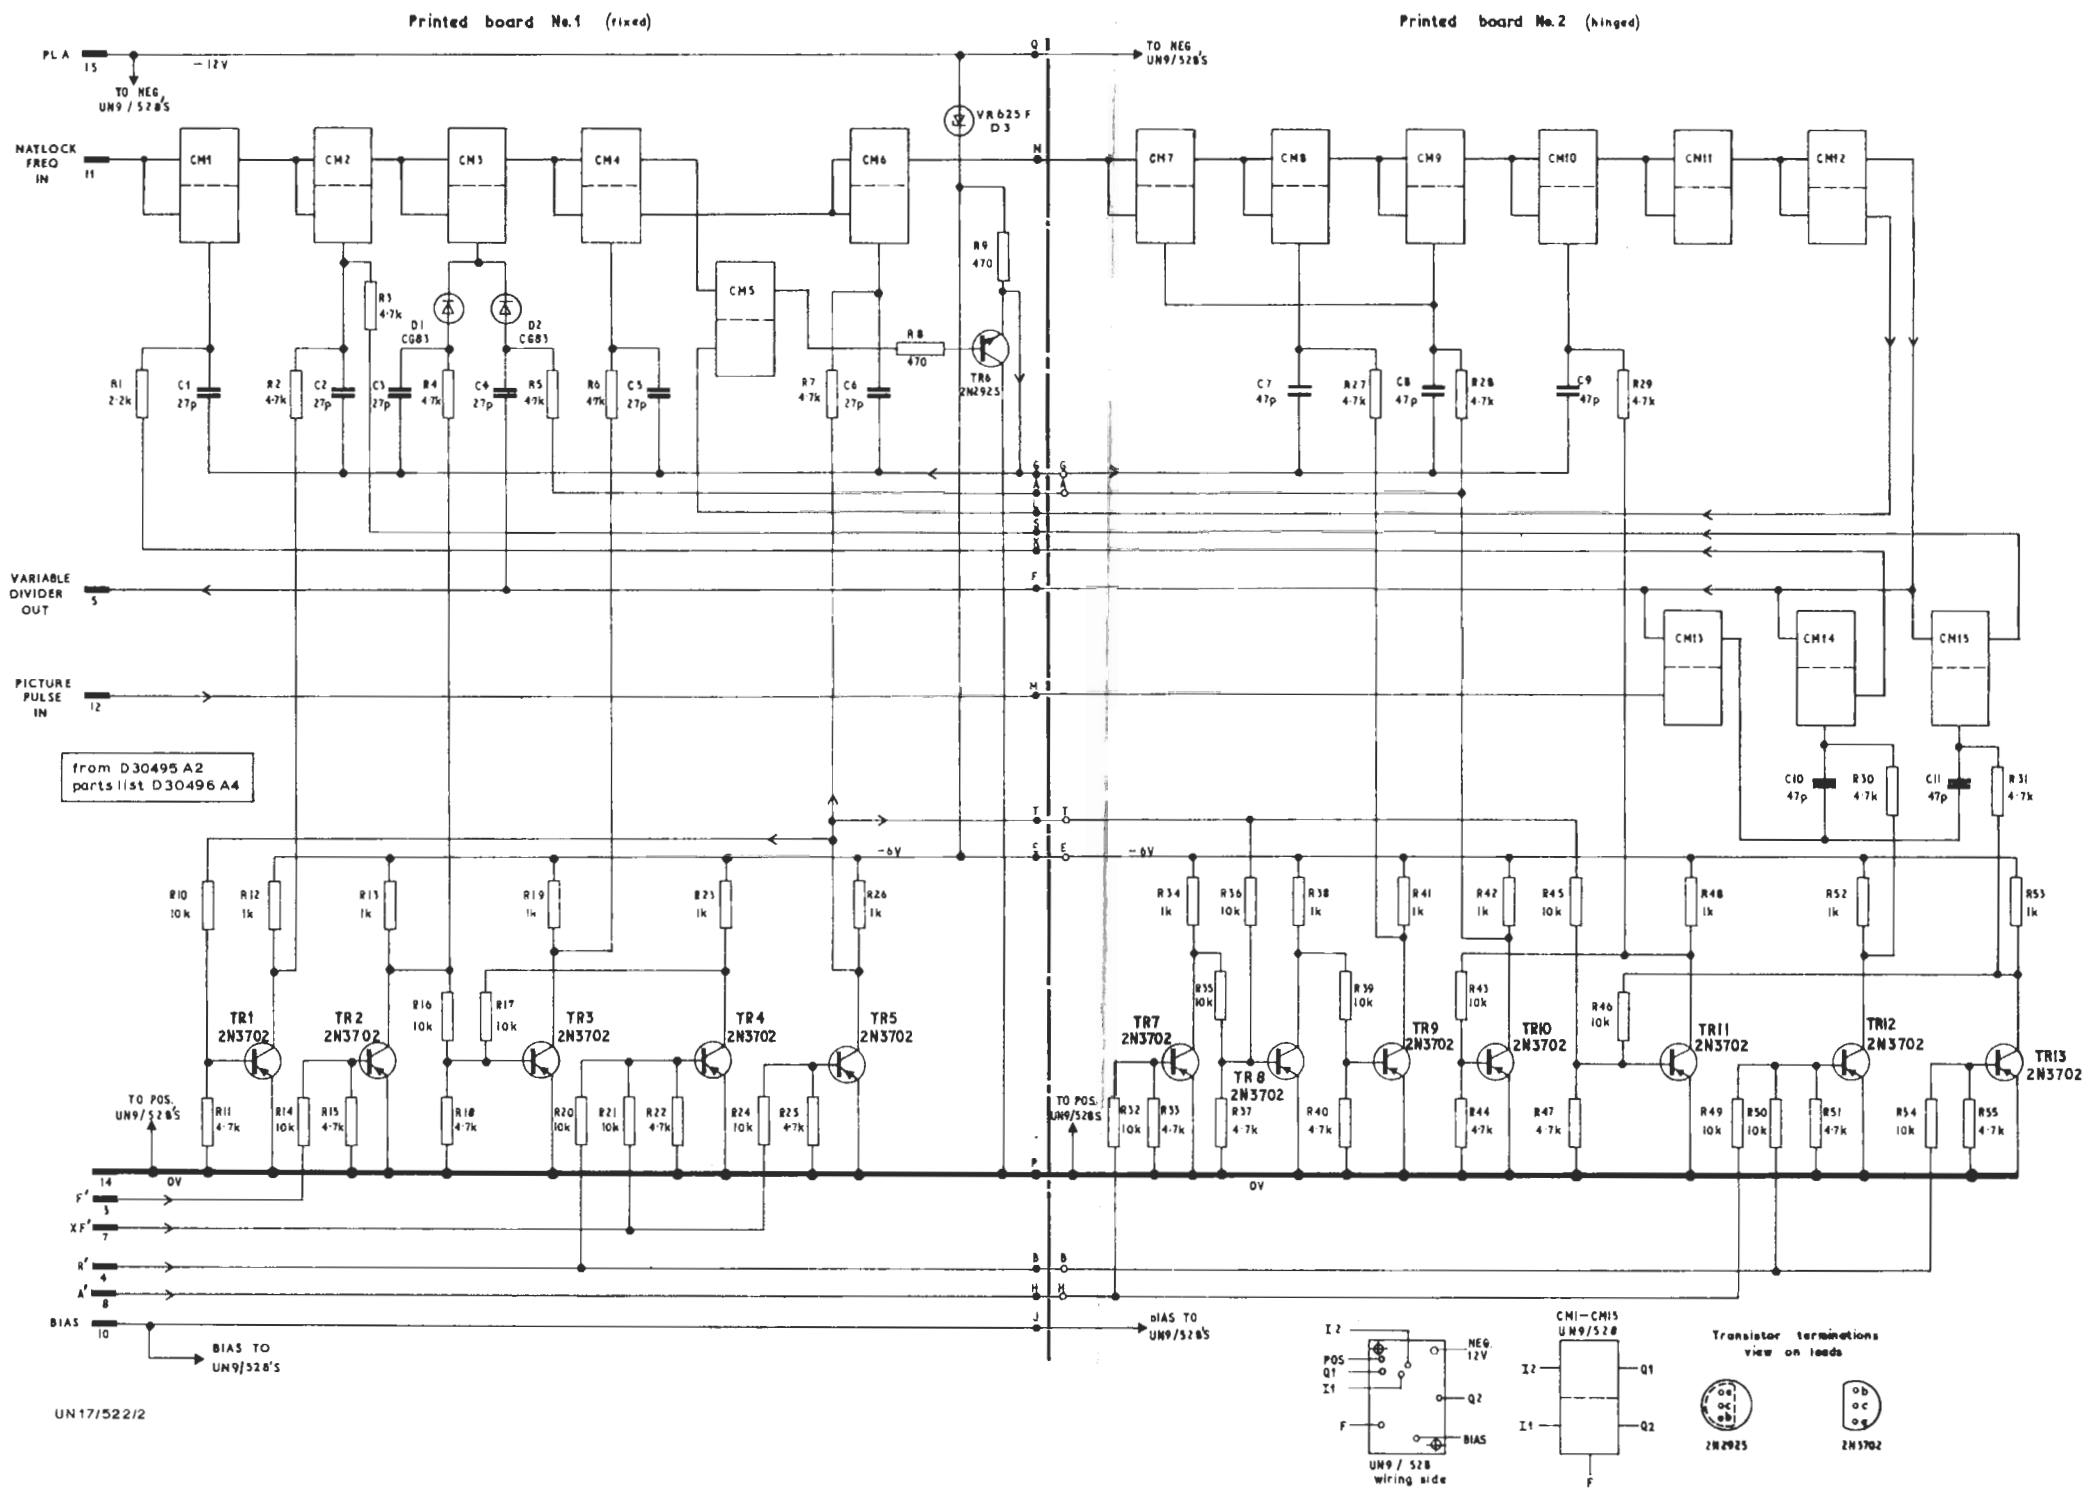 Printed board No.1 (fixed)
Printed board No.2 (hinged)
PL A
15
-12V
TO NEG,
UN9/528'S
Q
TO NEG,
UN9/528'S
VR625F
D3
NATLOCK
FREQ
IN
11
CM1
CM2
CM3
CM4
CM6
N
CM7
CM8
CM9
CM10
CM11
CM12
R9
470
CM5
R3
4·7k
D1
CG83
D2
CG83
R8
470
TR6
2N2925
R1
2·2k
C1
27p
R2
4·7k
C2
27p
C3
27p
R4
4·7k
C4
27p
R5
47k
R6
47k
C5
27p
R7
4·7k
C6
27p
C7
47p
R27
4·7k
C8
47p
R28
4·7k
C9
47p
R29
4·7k
G
G
A
A
L
S
X
VARIABLE
DIVIDER
OUT
5
F
CM13
CM14
CM15
PICTURE
PULSE
IN
12
M
from D30495 A2
parts list D30496 A4
C10
47p
R30
4·7k
C11
47p
R31
4·7k
T
T
-6V
E
E
-6V
R10
10k
R12
1k
R13
1k
R19
1k
R23
1k
R26
1k
R34
1k
R36
10k
R38
1k
R41
1k
R42
1k
R45
10k
R48
1k
R52
1k
R53
1k
R16
10k
R17
10k
R35
10k
R39
10k
R43
10k
R46
10k
TR1
2N3702
TR2
2N3702
TR3
2N3702
TR4
2N3702
TR5
2N3702
TR7
2N3702
TR8
2N3702
TR9
2N3702
TR10
2N3702
TR11
2N3702
TR12
2N3702
TR13
2N3702
TO POS,
UN9/528'S
R11
4·7k
R14
10k
R15
4·7k
R18
4·7k
R20
10k
R21
10k
R22
4·7k
R24
10k
R25
4·7k
TO POS,
UN9/528'S
R32
10k
R33
4·7k
R37
4·7k
R40
4·7k
R44
4·7k
R47
4·7k
R49
10k
R50
10k
R51
4·7k
R54
10k
R55
4·7k
14
0V
P
0V
F'
3
XF'
7
R'
4
B
B
A'
8
H
H
BIAS
10
J
BIAS TO
UN9/528'S
BIAS TO
UN9/528'S
UN17/522/2
I2
POS
Q1
I1
F
NEG.
12V
Q2
BIAS
UN9/528
wiring side
CM1-CM15
UN9/528
I2
Q1
I1
Q2
F
Transistor terminations
view on leads
e
c
b
2N2925
b
c
e
2N3702